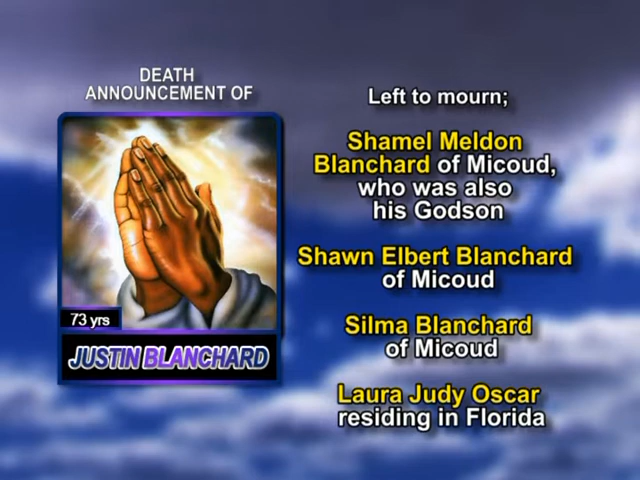 DEATH
ANNOUNCEMENT OF
73 yrs
JUSTIN BLANCHARD
Left to mourn;
Shamel Meldon
Blanchard of Micoud,
who was also
his Godson
Shawn Elbert Blanchard
of Micoud
Silma Blanchard
of Micoud
Laura Judy Oscar
residing in Florida